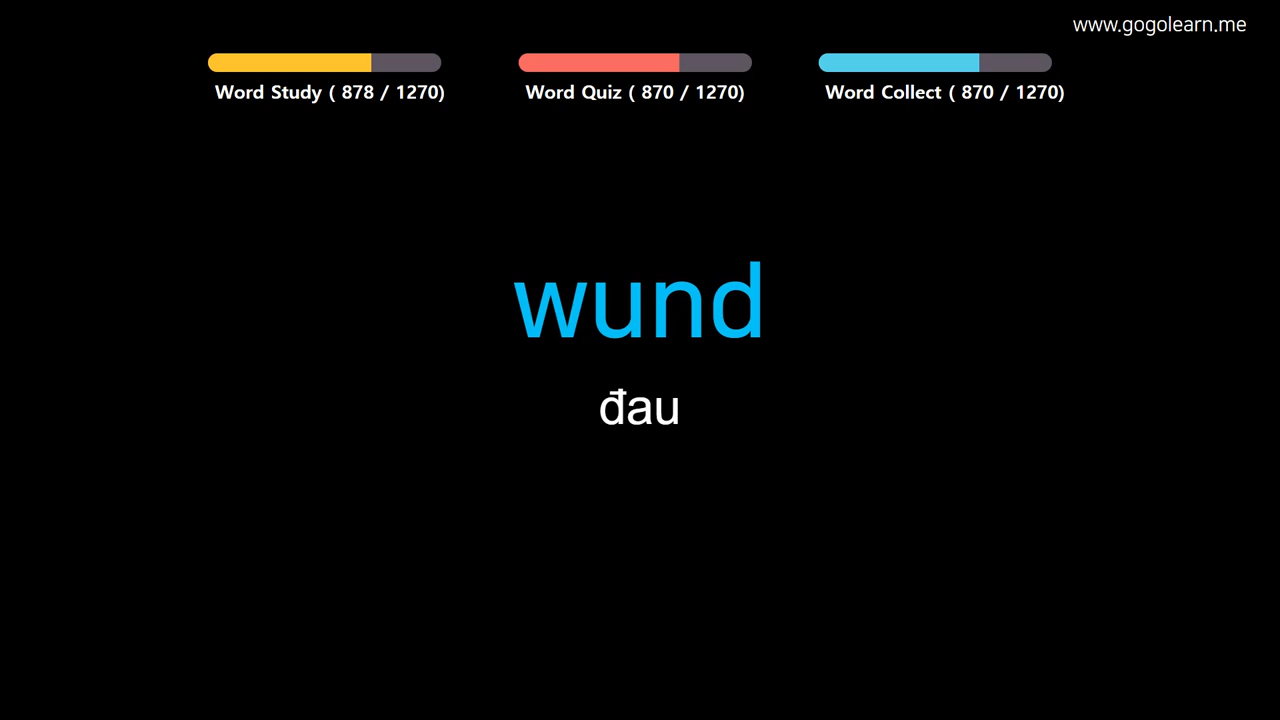 www.gogolearn.me
Word Study ( 878 / 1270)
Word Quiz ( 870 / 1270)
Word Collect ( 870 / 1270)
wund
đau